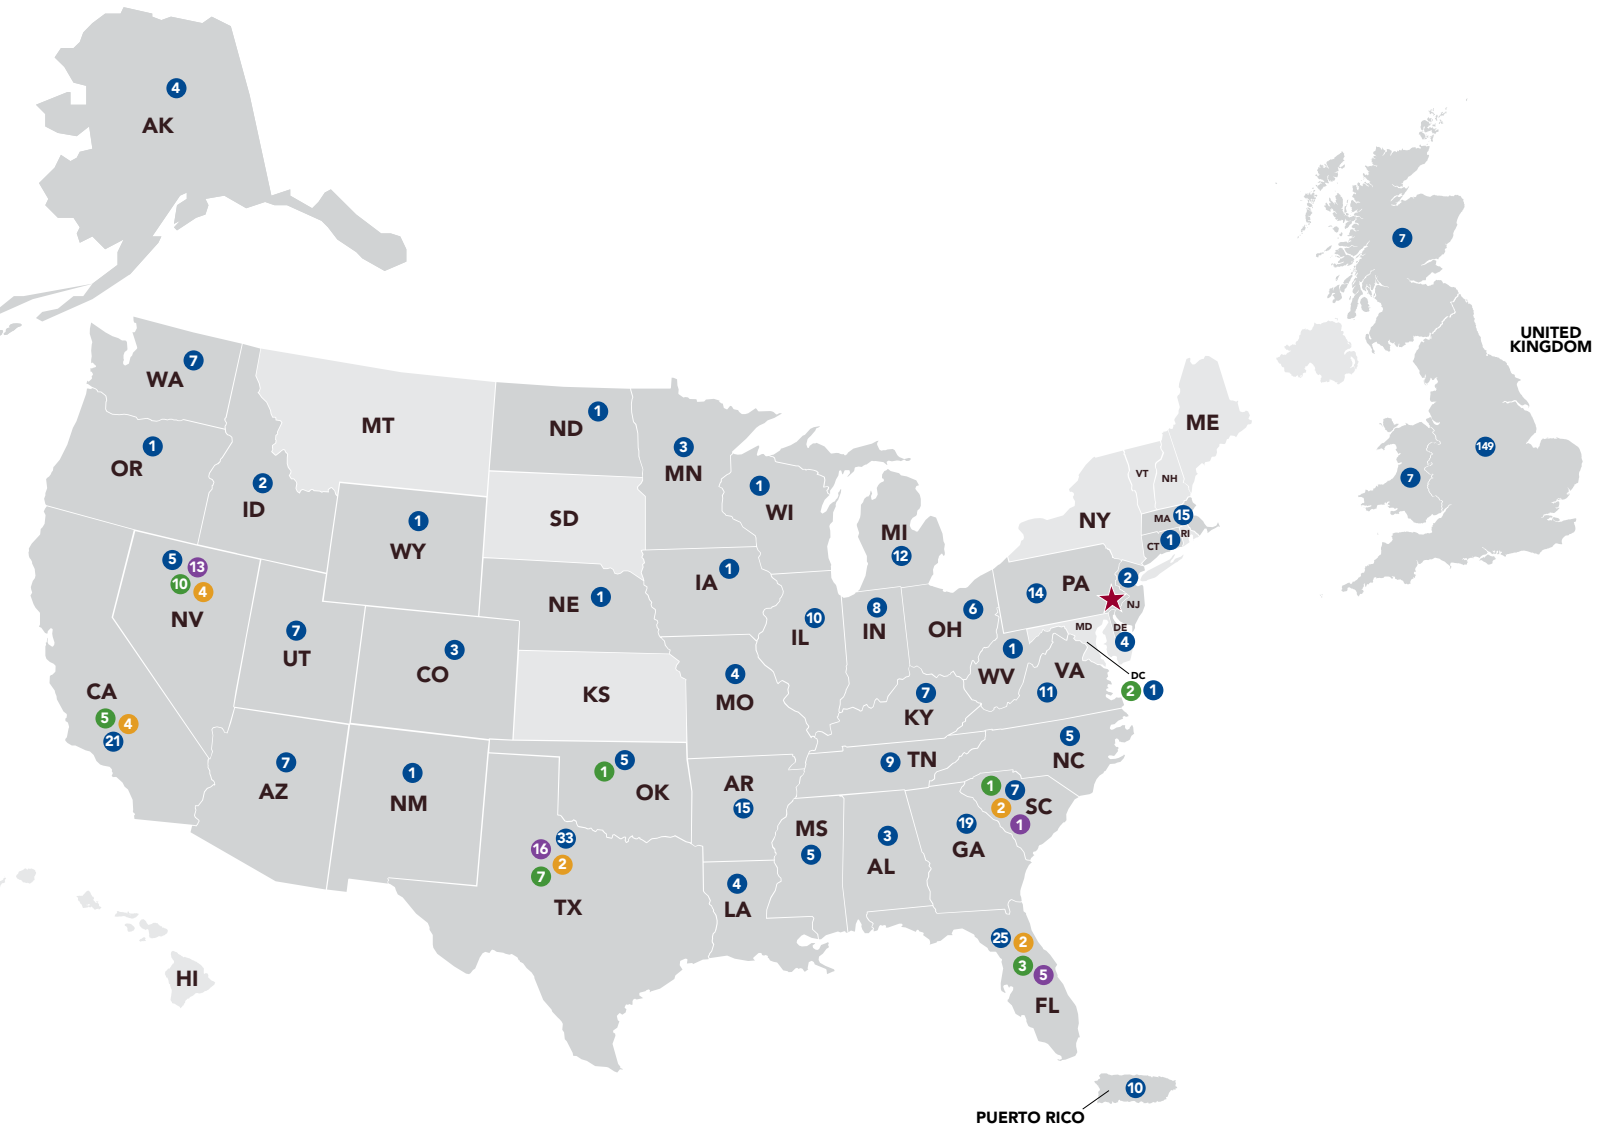 4
AK
7
UNITED
KINGDOM
149
7
7
WA
1
OR
2
ID
MT
1
ND
3
MN
1
WI
SD
1
WY
MI
12
NY
VT
NH
ME
MA
15
RI
CT
1
5
13
10
4
NV
7
UT
3
CO
1
NE
1
IA
10
IL
8
IN
6
OH
14
PA
2
NJ
MD
DE
4
DC
2
1
1
WV
VA
11
CA
5
4
21
KS
4
MO
7
KY
5
NC
9
TN
7
AZ
1
NM
5
1
OK
AR
15
MS
5
3
AL
19
GA
1
7
2
SC
1
33
16
2
7
TX
4
LA
25
2
3
5
FL
HI
10
PUERTO RICO